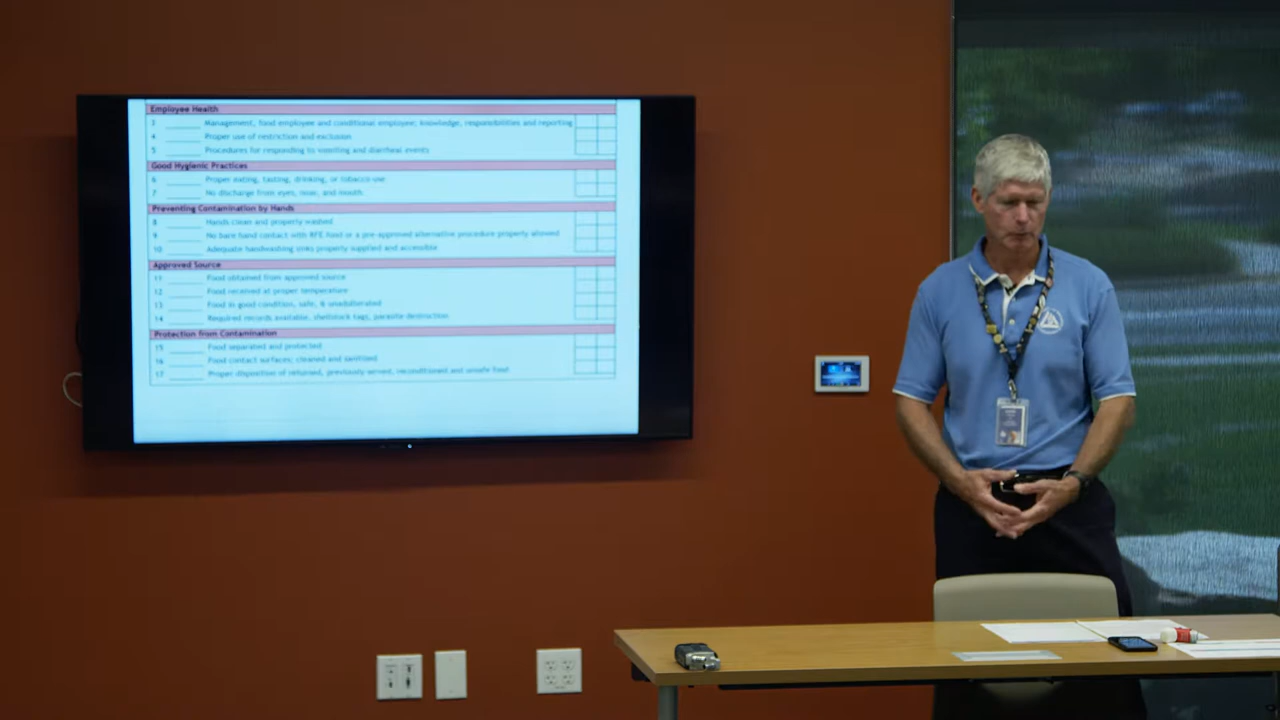 Employee Health
3 Management, food employee and conditional employee; knowledge, responsibilities and reporting
4 Proper use of restriction and exclusion
5 Procedures for responding to vomiting and diarrheal events
Good Hygienic Practices
6 Proper eating, tasting, drinking, or tobacco use
7 No discharge from eyes, nose, and mouth
Preventing Contamination by Hands
8 Hands clean and properly washed
9 No bare hand contact with RTE food or a pre-approved alternative procedure properly allowed
10 Adequate handwashing sinks properly supplied and accessible
Approved Source
11 Food obtained from approved source
12 Food received at proper temperature
13 Food in good condition, safe, & unadulterated
14 Required records available, shellstock tags, parasite destruction
Protection from Contamination
15 Food separated and protected
16 Food contact surfaces; cleaned and sanitized
17 Proper disposition of returned, previously served, reconditioned and unsafe food